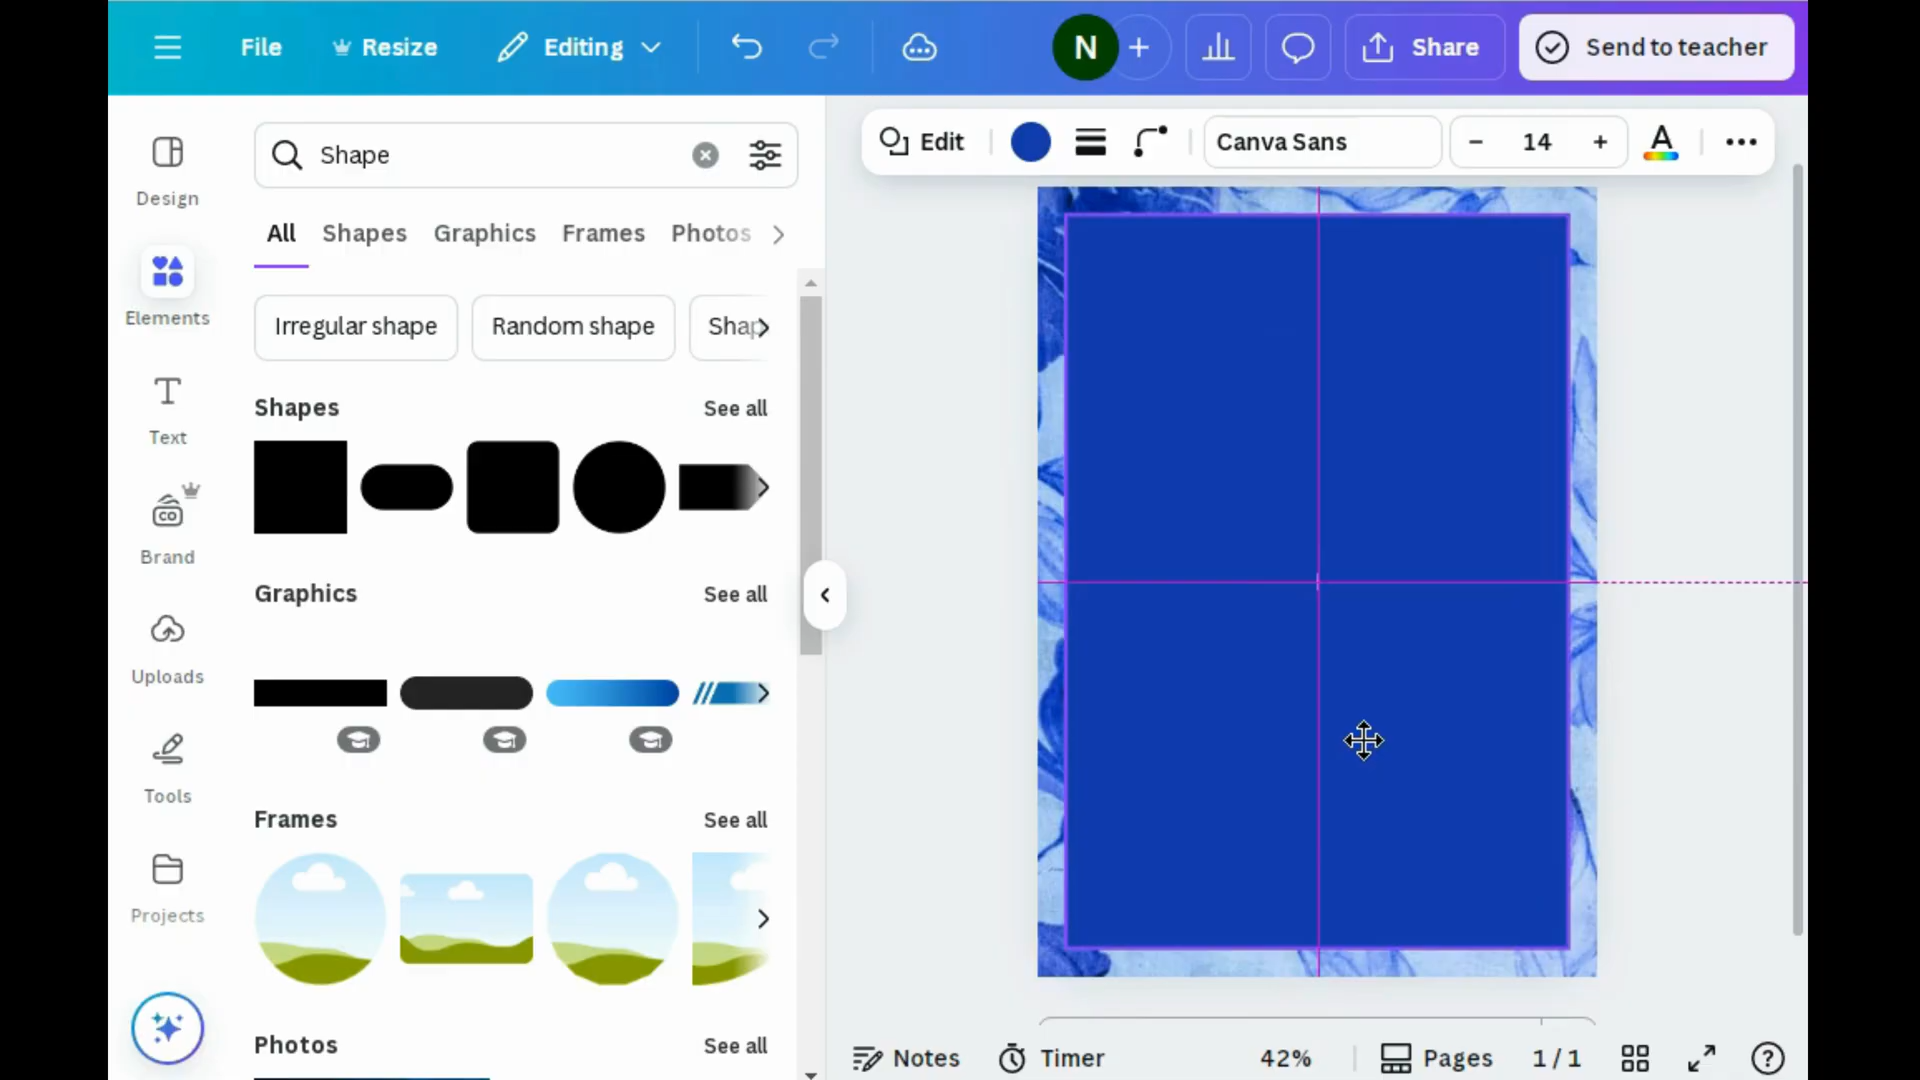 File
Resize
Editing
N
+
Share
Send to teacher
Design
Elements
Text
CO
Brand
Uploads
Tools
Projects
Shape
All
Shapes
Graphics
Frames
Photos
Irregular shape
Random shape
Shap
Shapes
See all
Graphics
See all
Frames
See all
Photos
See all
Edit
Canva Sans
− 14 +
A
Notes
Timer
42%
Pages
1 / 1
?